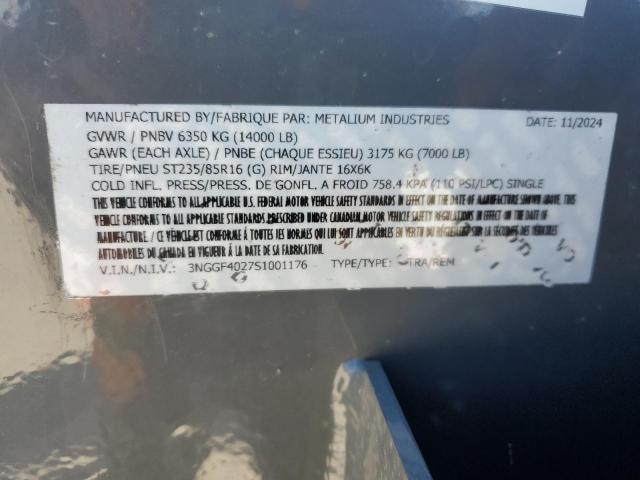 MANUFACTURED BY/FABRIQUE PAR: METALIUM INDUSTRIES DATE: 11/2024
GVWR / PNBV 6350 KG (14000 LB)
GAWR (EACH AXLE) / PNBE (CHAQUE ESSIEU) 3175 KG (7000 LB)
TIRE/PNEU ST235/85R16 (G) RIM/JANTE 16X6K
COLD INFL. PRESS/PRESS. DE GONFL. A FROID 758.4 KPA (110 PSI/LPC) SINGLE
THIS VEHICLE CONFORMS TO ALL APPLICABLE U.S. FEDERAL MOTOR VEHICLE SAFETY STANDARDS IN EFFECT ON THE DATE OF MANUFACTURE ABOVE. THIS
VEHICLE CONFORMS TO ALL APPLICABLE STANDARDS PRESCRIBED UNDER CANADIAN MOTOR VEHICLE SAFETY REGULATIONS IN EFFECT ON THE DATE OF
MANUFACTURE / CE VÉHICULE EST CONFORME À TOUTES LES NORMES QUI LUI SONT APPLICABLES EN VERTU DU RÈGLEMENT SUR LA SÉCURITÉ DES VÉHICULES
AUTOMOBILES DU CANADA EN VIGUEUR À LA DATE DE SA FABRICATION.
V.I.N./N.I.V.: 3NGGF4027S1001176 TYPE/TYPE: TRA/REM